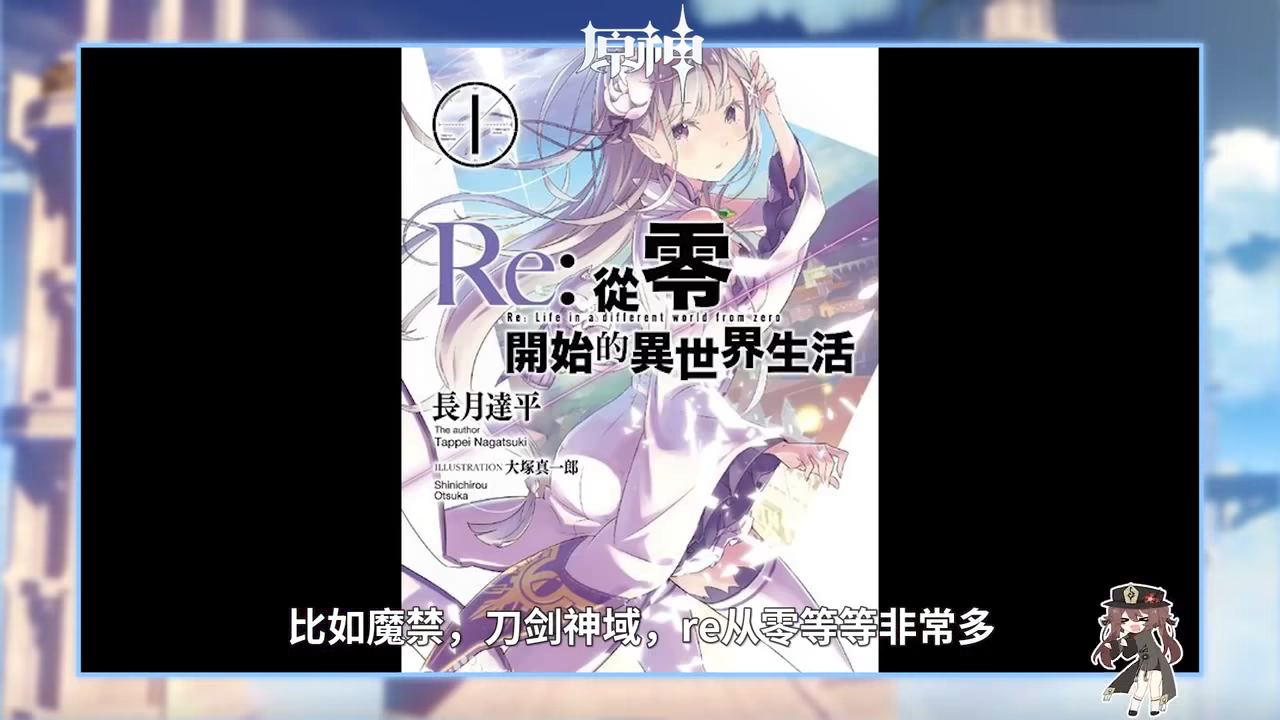 原神
Re:從零
Re: Life in a different world from zero
開始的異世界生活
長月達平
The author
Tappei Nagatsuki
ILLUSTRATION 大塚真一郎
Shinichirou
Otsuka
比如魔禁，刀剑神域，re从零等等非常多